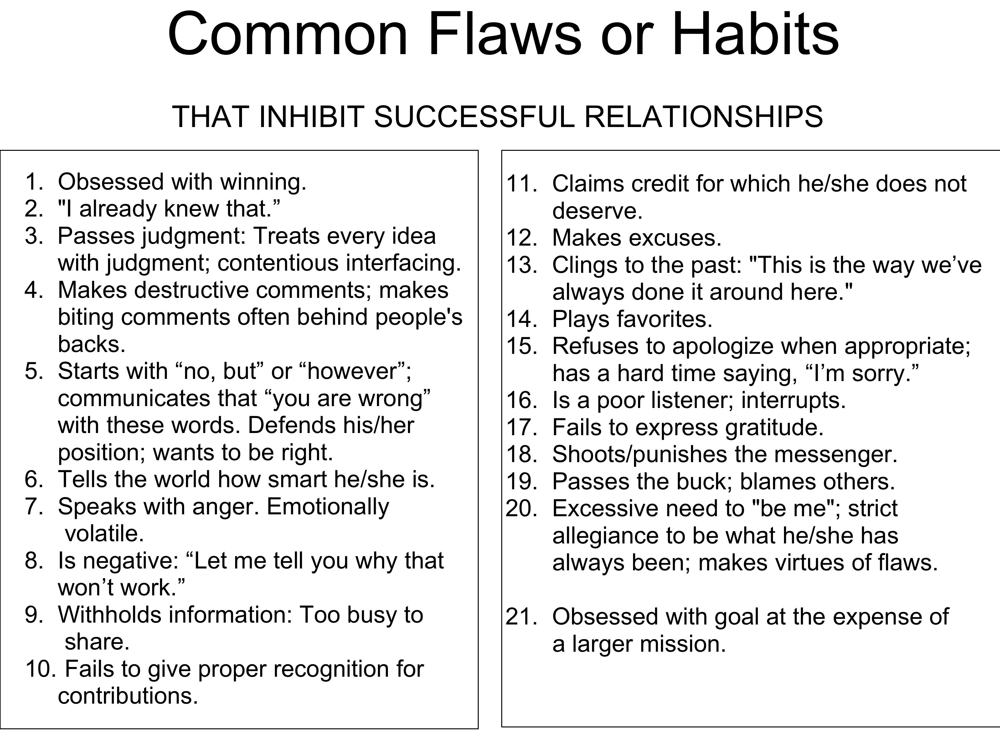 Common Flaws or Habits
THAT INHIBIT SUCCESSFUL RELATIONSHIPS
1. Obsessed with winning.
2. "I already knew that.”
3. Passes judgment: Treats every idea
with judgment; contentious interfacing.
4. Makes destructive comments; makes
biting comments often behind people's
backs.
5. Starts with “no, but” or “however”;
communicates that “you are wrong”
with these words. Defends his/her
position; wants to be right.
6. Tells the world how smart he/she is.
7. Speaks with anger. Emotionally
volatile.
8. Is negative: “Let me tell you why that
won’t work.”
9. Withholds information: Too busy to
share.
10. Fails to give proper recognition for
contributions.
11. Claims credit for which he/she does not
deserve.
12. Makes excuses.
13. Clings to the past: "This is the way we’ve
always done it around here."
14. Plays favorites.
15. Refuses to apologize when appropriate;
has a hard time saying, “I’m sorry.”
16. Is a poor listener; interrupts.
17. Fails to express gratitude.
18. Shoots/punishes the messenger.
19. Passes the buck; blames others.
20. Excessive need to "be me"; strict
allegiance to be what he/she has
always been; makes virtues of flaws.
21. Obsessed with goal at the expense of
a larger mission.